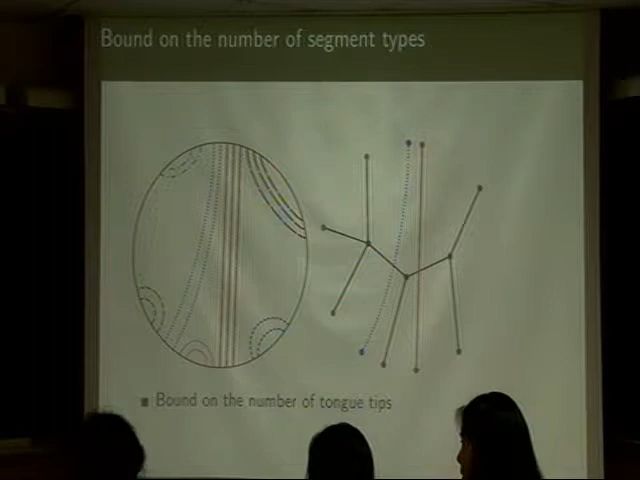 Bound on the number of segment types
Bound on the number of tongue tips